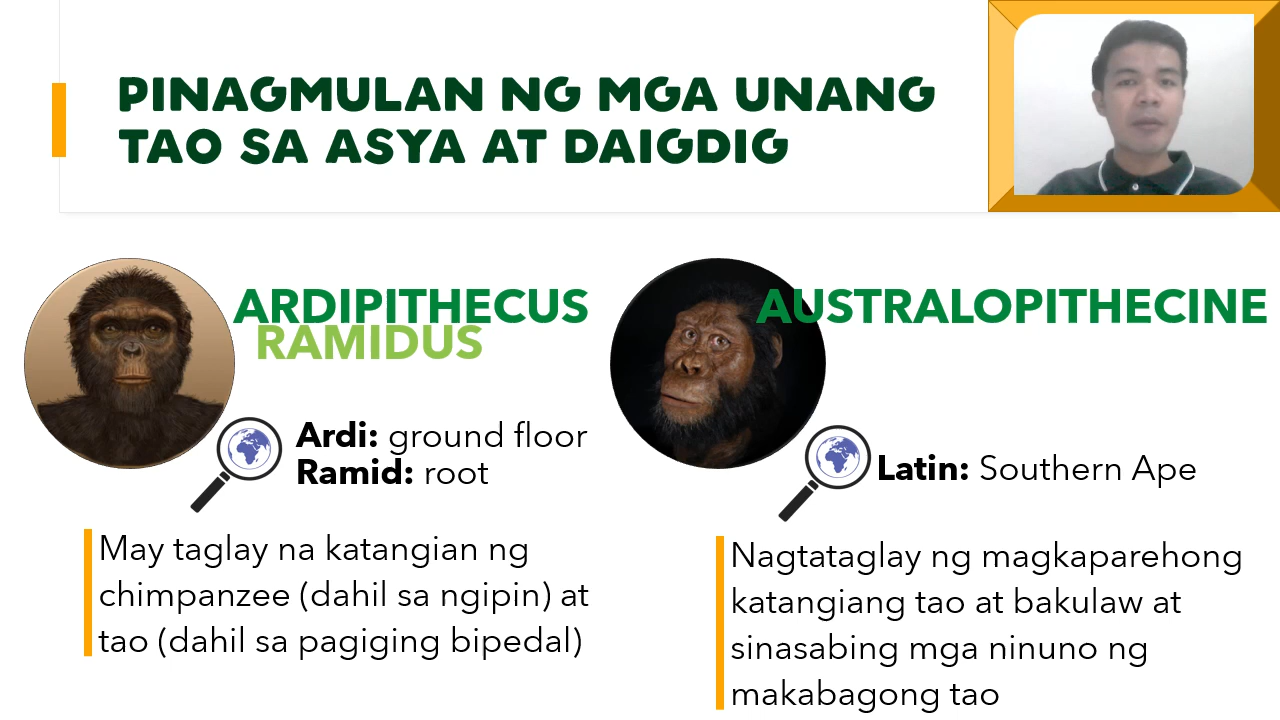 PINAGMULAN NG MGA UNANG
TAO SA ASYA AT DAIGDIG
ARDIPITHECUS
RAMIDUS
Ardi: ground floor
Ramid: root
May taglay na katangian ng
chimpanzee (dahil sa ngipin) at
tao (dahil sa pagiging bipedal)
AUSTRALOPITHECINE
Latin: Southern Ape
Nagtataglay ng magkaparehong
katangiang tao at bakulaw at
sinasabing mga ninuno ng
makabagong tao